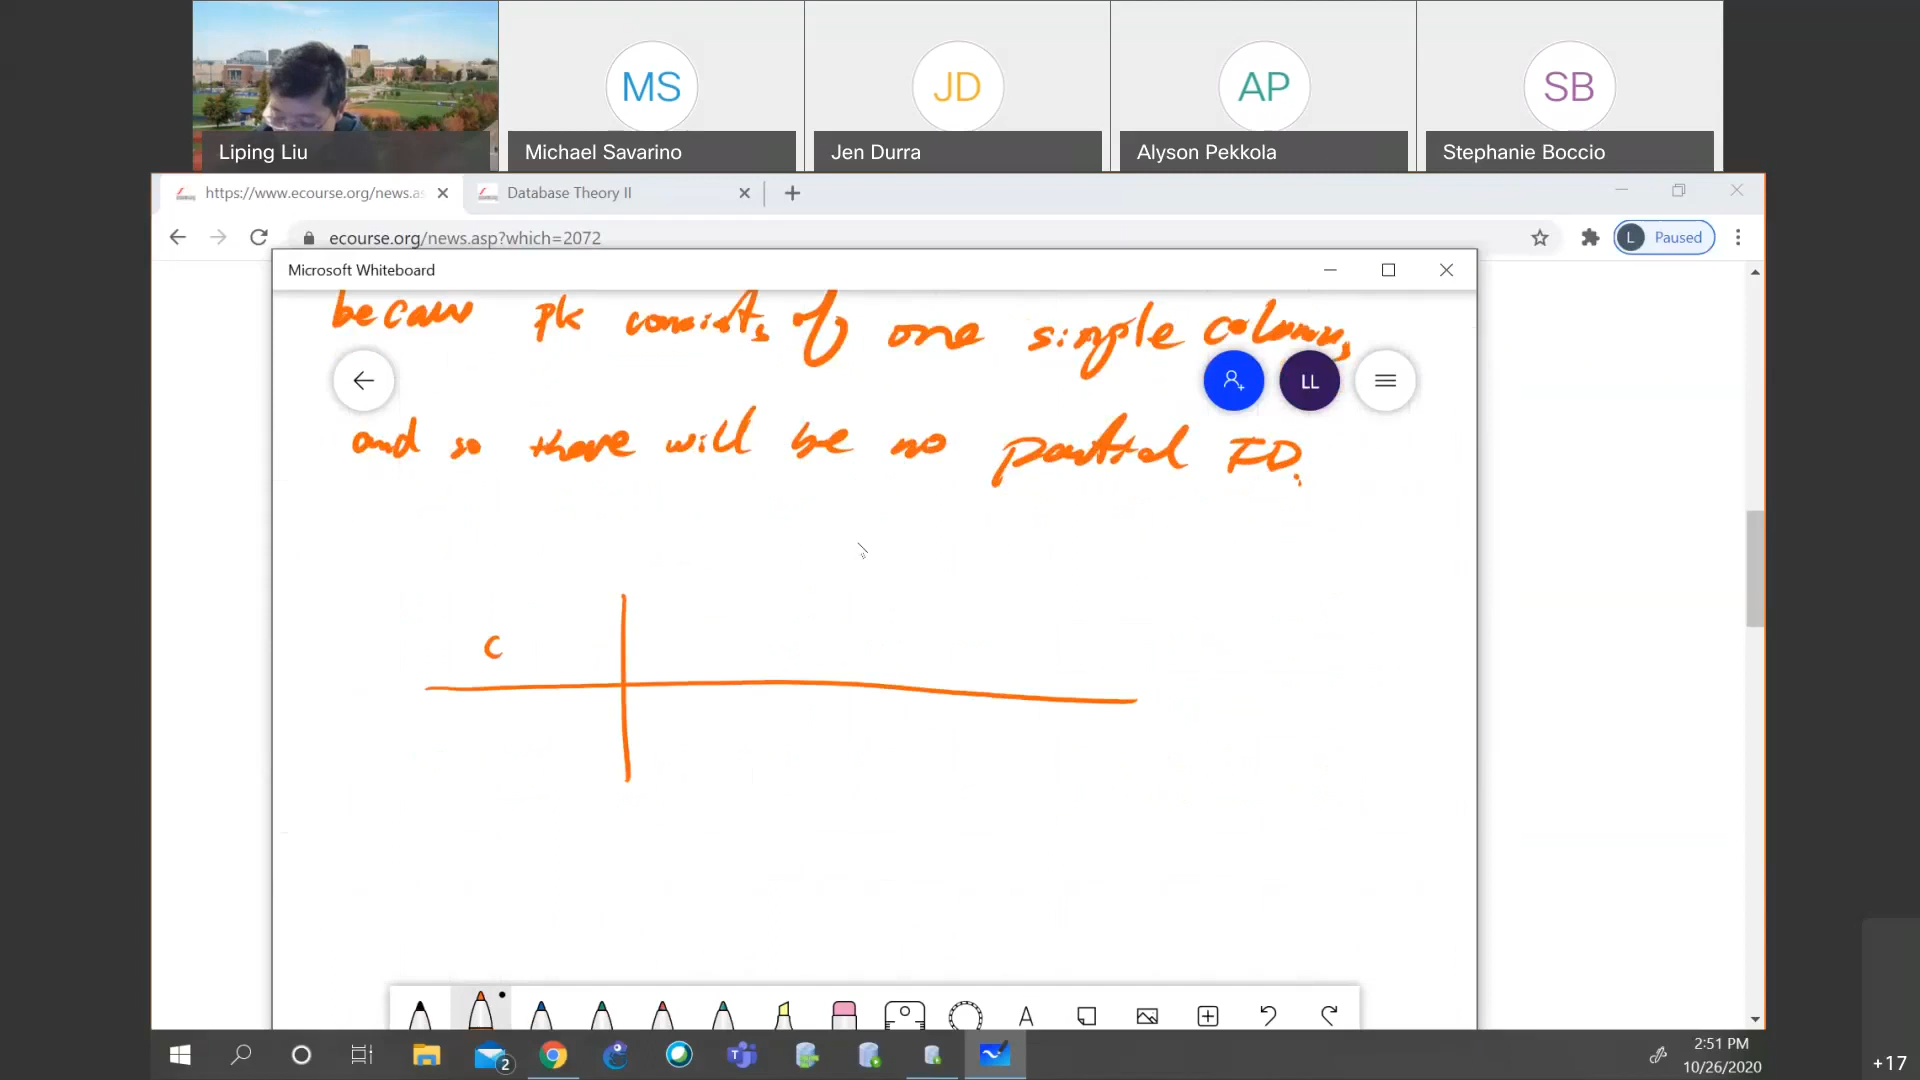 MS
JD
AP
SB
Liping Liu
Michael Savarino
Jen Durra
Alyson Pekkola
Stephanie Boccio
https://www.ecourse.org/news.as
Database Theory II
ecourse.org/news.asp?which=2072
L Paused
Microsoft Whiteboard
becaus pk consists of one simple column,
LL
and so there will be no partial FD.
C
A
2
2:51 PM
10/26/2020
+17